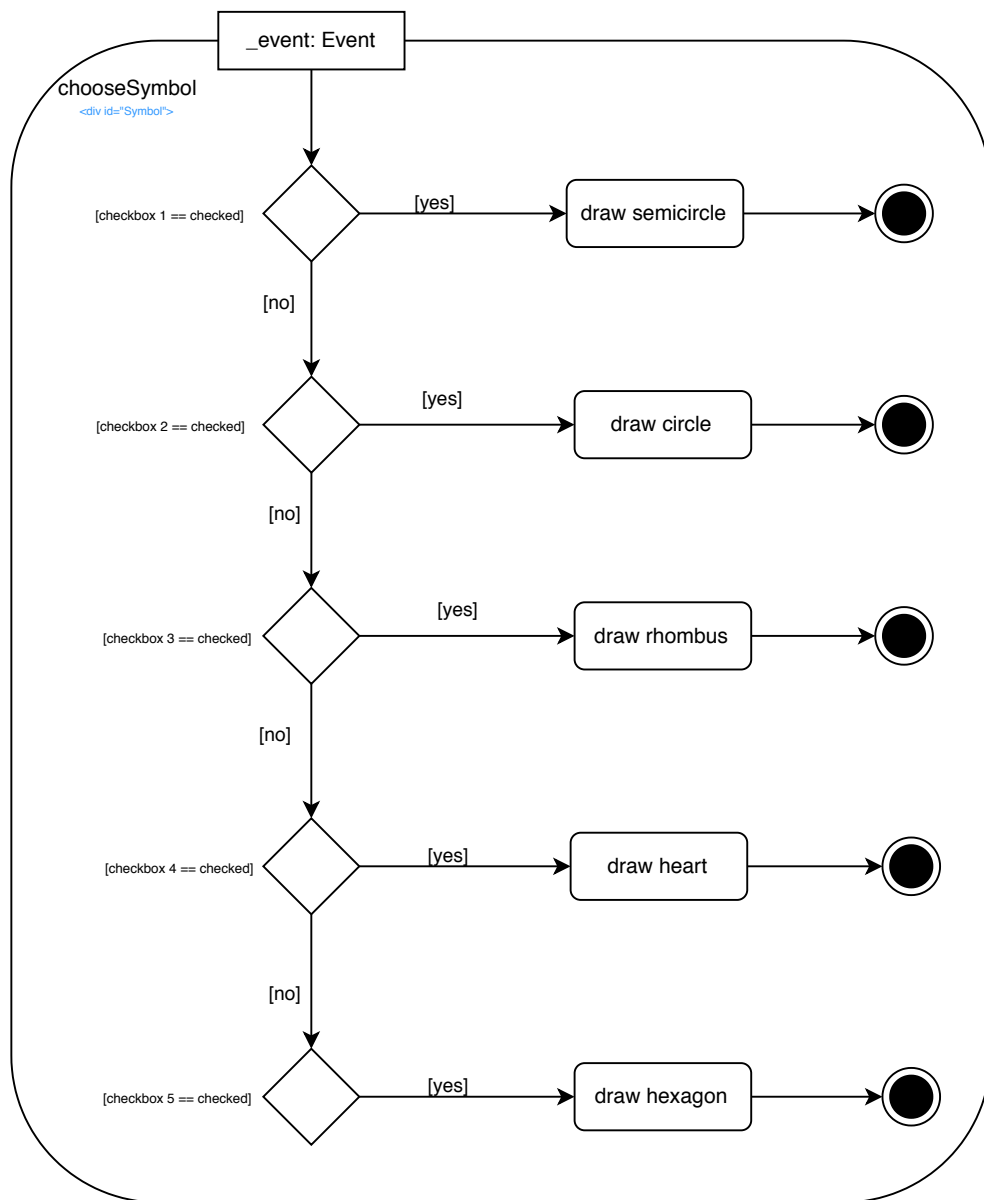 _event: Event
chooseSymbol
<div id="Symbol">
[checkbox 1 == checked]
[yes]
draw semicircle
[no]
[checkbox 2 == checked]
[yes]
draw circle
[no]
[checkbox 3 == checked]
[yes]
draw rhombus
[no]
[checkbox 4 == checked]
[yes]
draw heart
[no]
[checkbox 5 == checked]
[yes]
draw hexagon